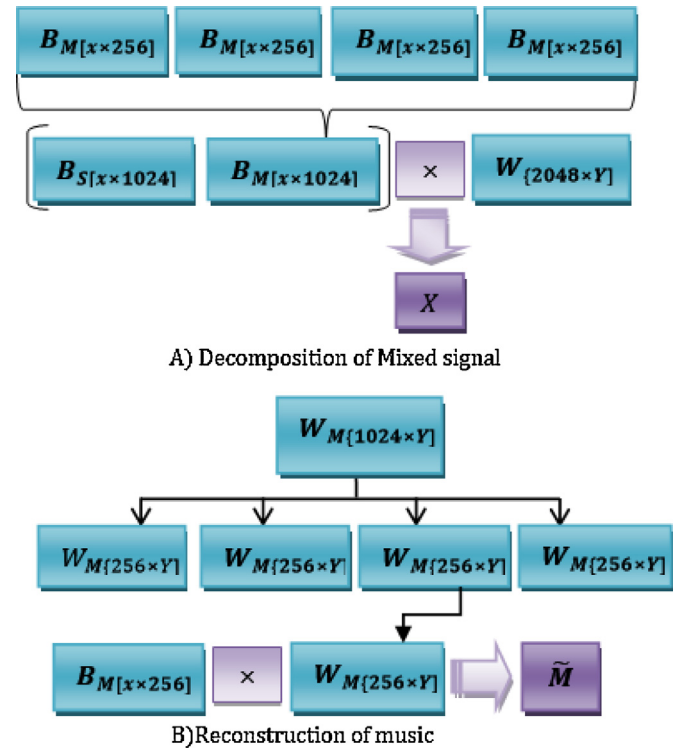 B_M[x×256] B_M[x×256] B_M[x×256] B_M[x×256]
B_S[x×1024] B_M[x×1024] × W_{2048×Y]
X
A) Decomposition of Mixed signal
W_M{1024×Y]
W_M{256×Y] W_M{256×Y] W_M{256×Y] W_M{256×Y]
B_M[x×256] × W_M{256×Y] M̃
B)Reconstruction of music